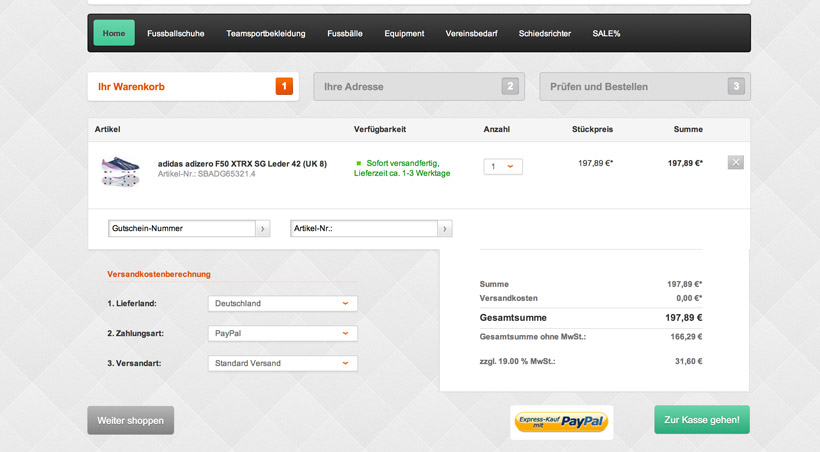 Home Fussballschuhe Teamsportbekleidung Fussbälle Equipment Vereinsbedarf Schiedsrichter SALE%
Ihr Warenkorb 1 Ihre Adresse 2 Prüfen und Bestellen 3
Artikel Verfügbarkeit Anzahl Stückpreis Summe
adidas adizero F50 XTRX SG Leder 42 (UK 8) Sofort versandfertig, 1 197,89 €* 197,89 €*
Artikel-Nr.: SBADG65321.4 Lieferzeit ca. 1-3 Werktage
Gutschein-Nummer Artikel-Nr.:
Versandkostenberechnung
1. Lieferland: Deutschland
2. Zahlungsart: PayPal
3. Versandart: Standard Versand
Summe 197,89 €*
Versandkosten 0,00 €*
Gesamtsumme 197,89 €
Gesamtsumme ohne MwSt.: 166,29 €
zzgl. 19.00 % MwSt.: 31,60 €
Weiter shoppen
Express-Kauf
mit PayPal
Zur Kasse gehen!